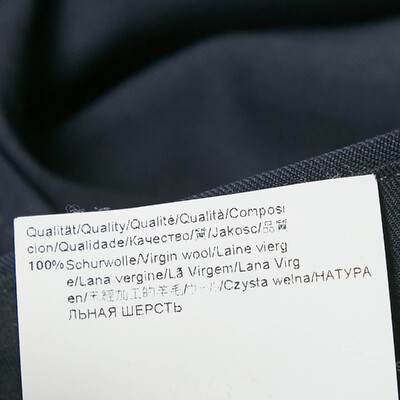 Qualität/Quality/Qualité/Qualità/Composi
cion/Qualidade/Качество/質/Jakosc/品質
100%Schurwolle/Virgin wool/Laine vierg
e/Lana vergine/Lã Virgem/Lana Virg
en/未經加工的羊毛/ウール/Czysta welna/НАТУРА
ЛЬНАЯ ШЕРСТЬ